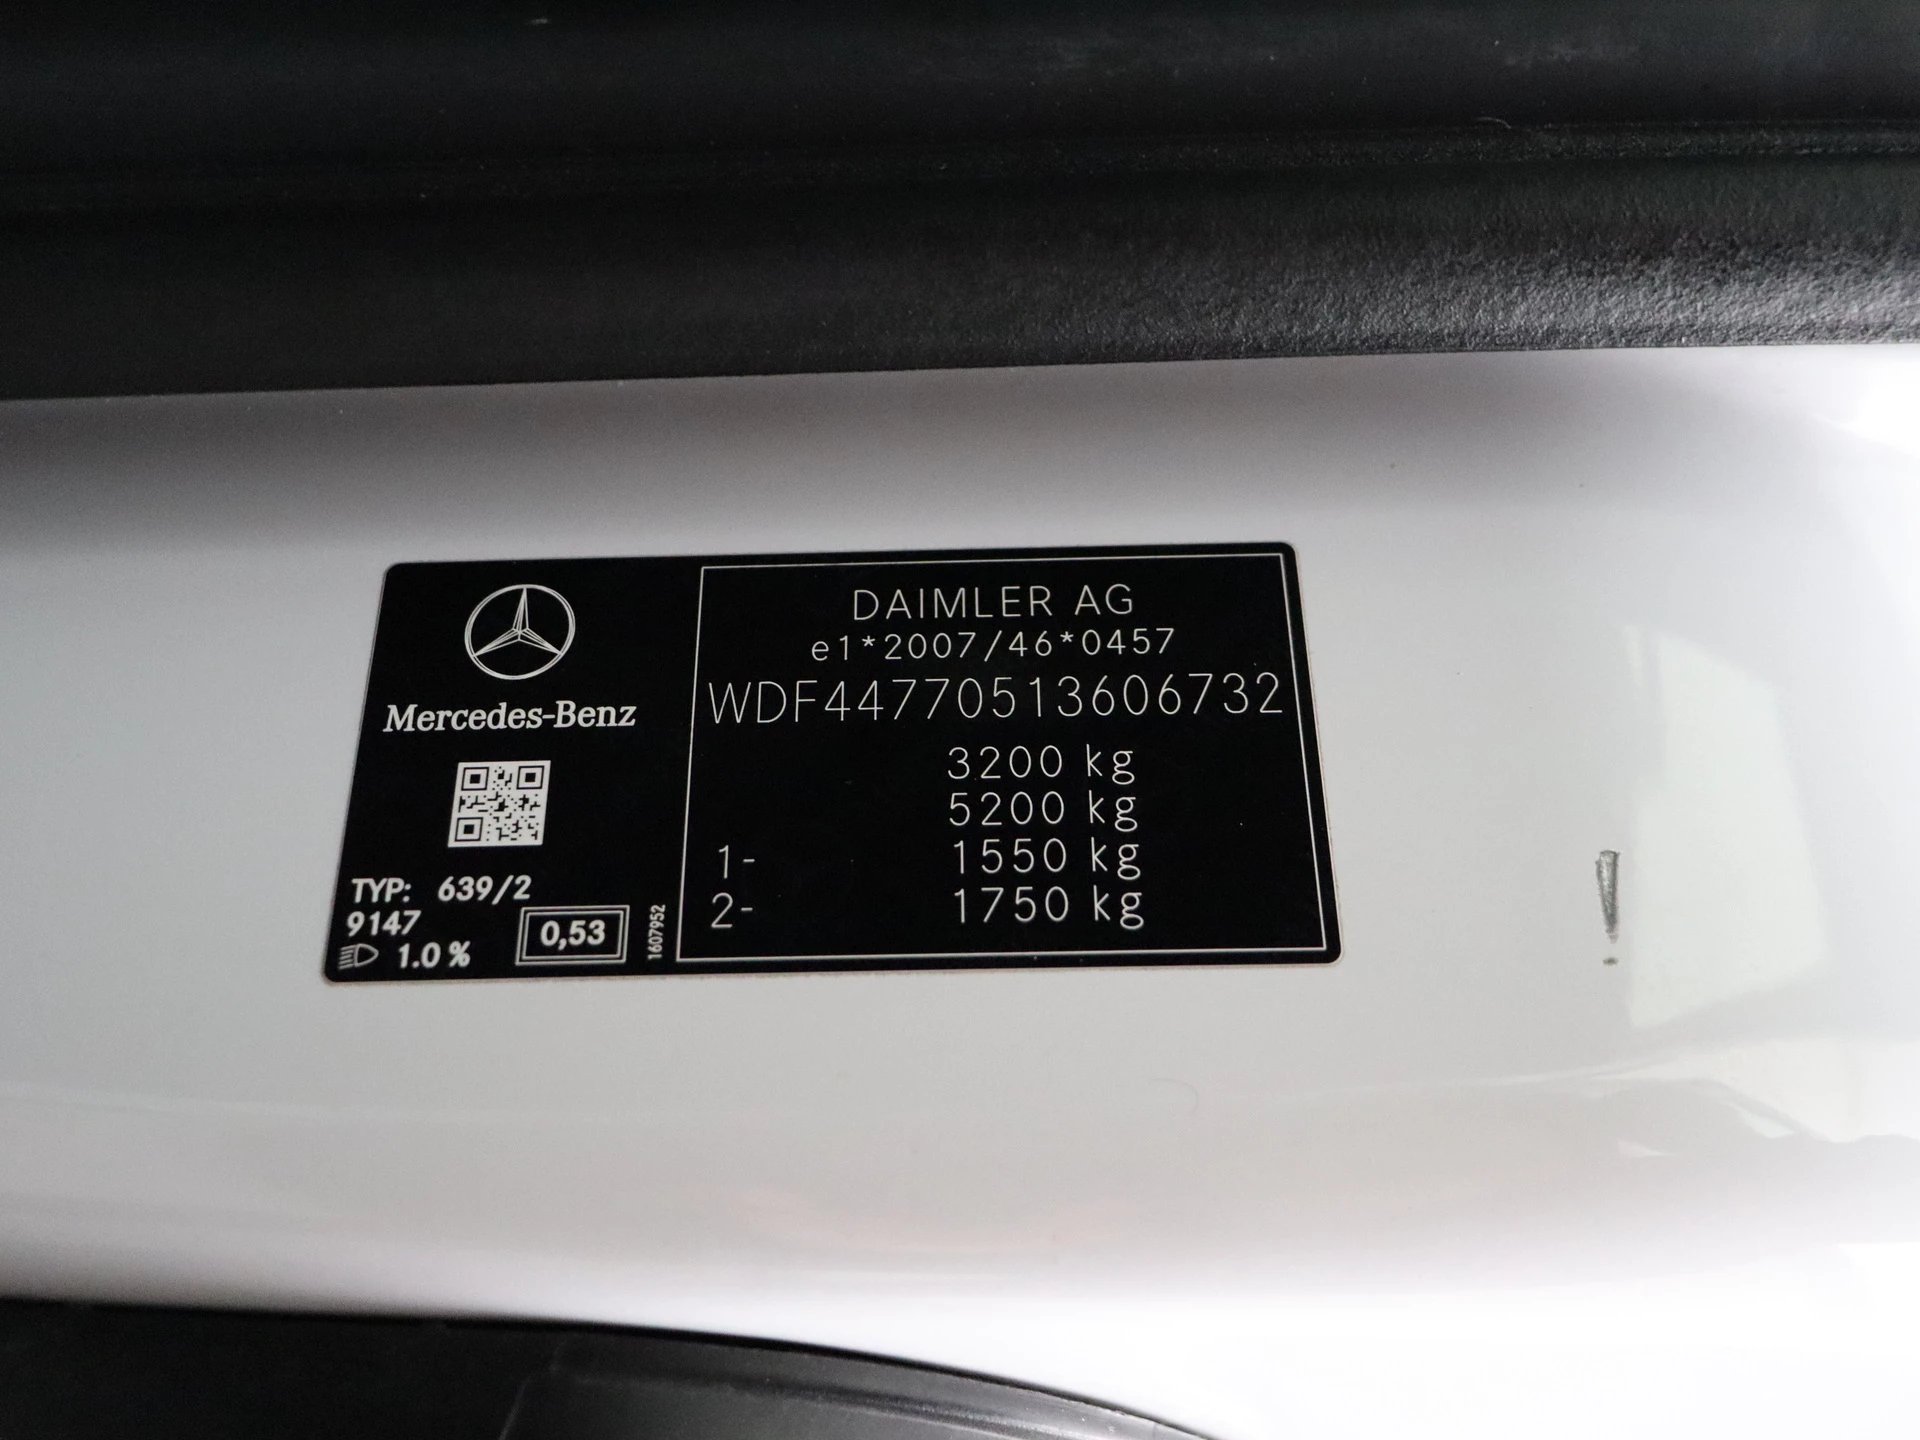 Mercedes-Benz
TYP: 639/2
9147
1.0 %
0,53
1607952
DAIMLER AG
e1*2007/46*0457
WDF44770513606732
3200 kg
5200 kg
1- 1550 kg
2- 1750 kg